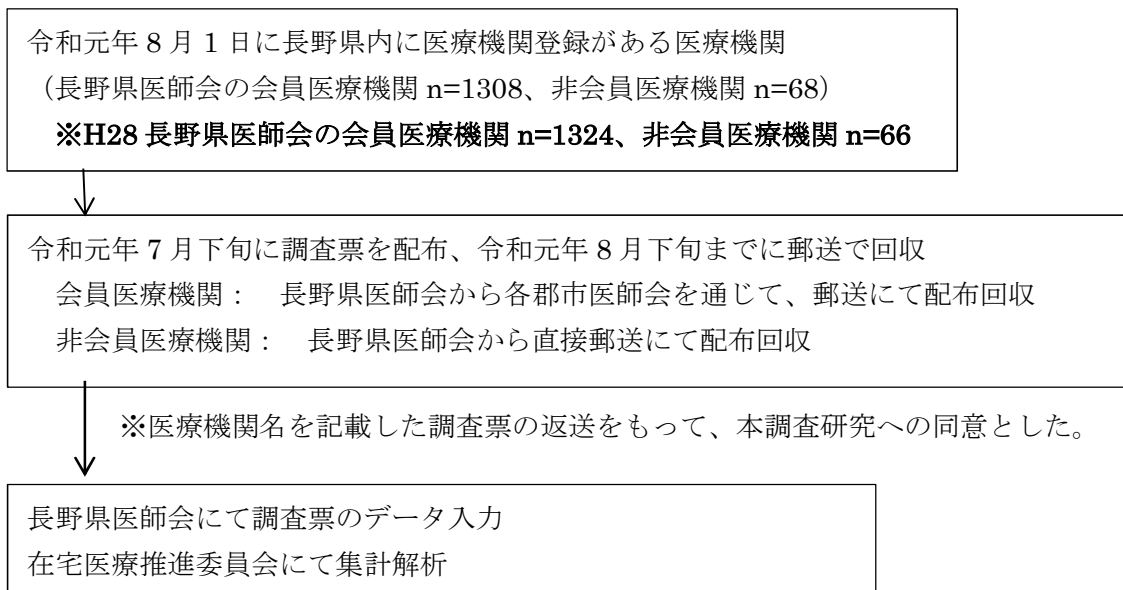 令和元年 8 月 1 日に長野県内に医療機関登録がある医療機関
（長野県医師会の会員医療機関 n=1308、非会員医療機関 n=68）
※H28 長野県医師会の会員医療機関 n=1324、非会員医療機関 n=66
令和元年 7 月下旬に調査票を配布、令和元年 8 月下旬までに郵送で回収
会員医療機関：　長野県医師会から各郡市医師会を通じて、郵送にて配布回収
非会員医療機関：　長野県医師会から直接郵送にて配布回収
※医療機関名を記載した調査票の返送をもって、本調査研究への同意とした。
長野県医師会にて調査票のデータ入力
在宅医療推進委員会にて集計解析